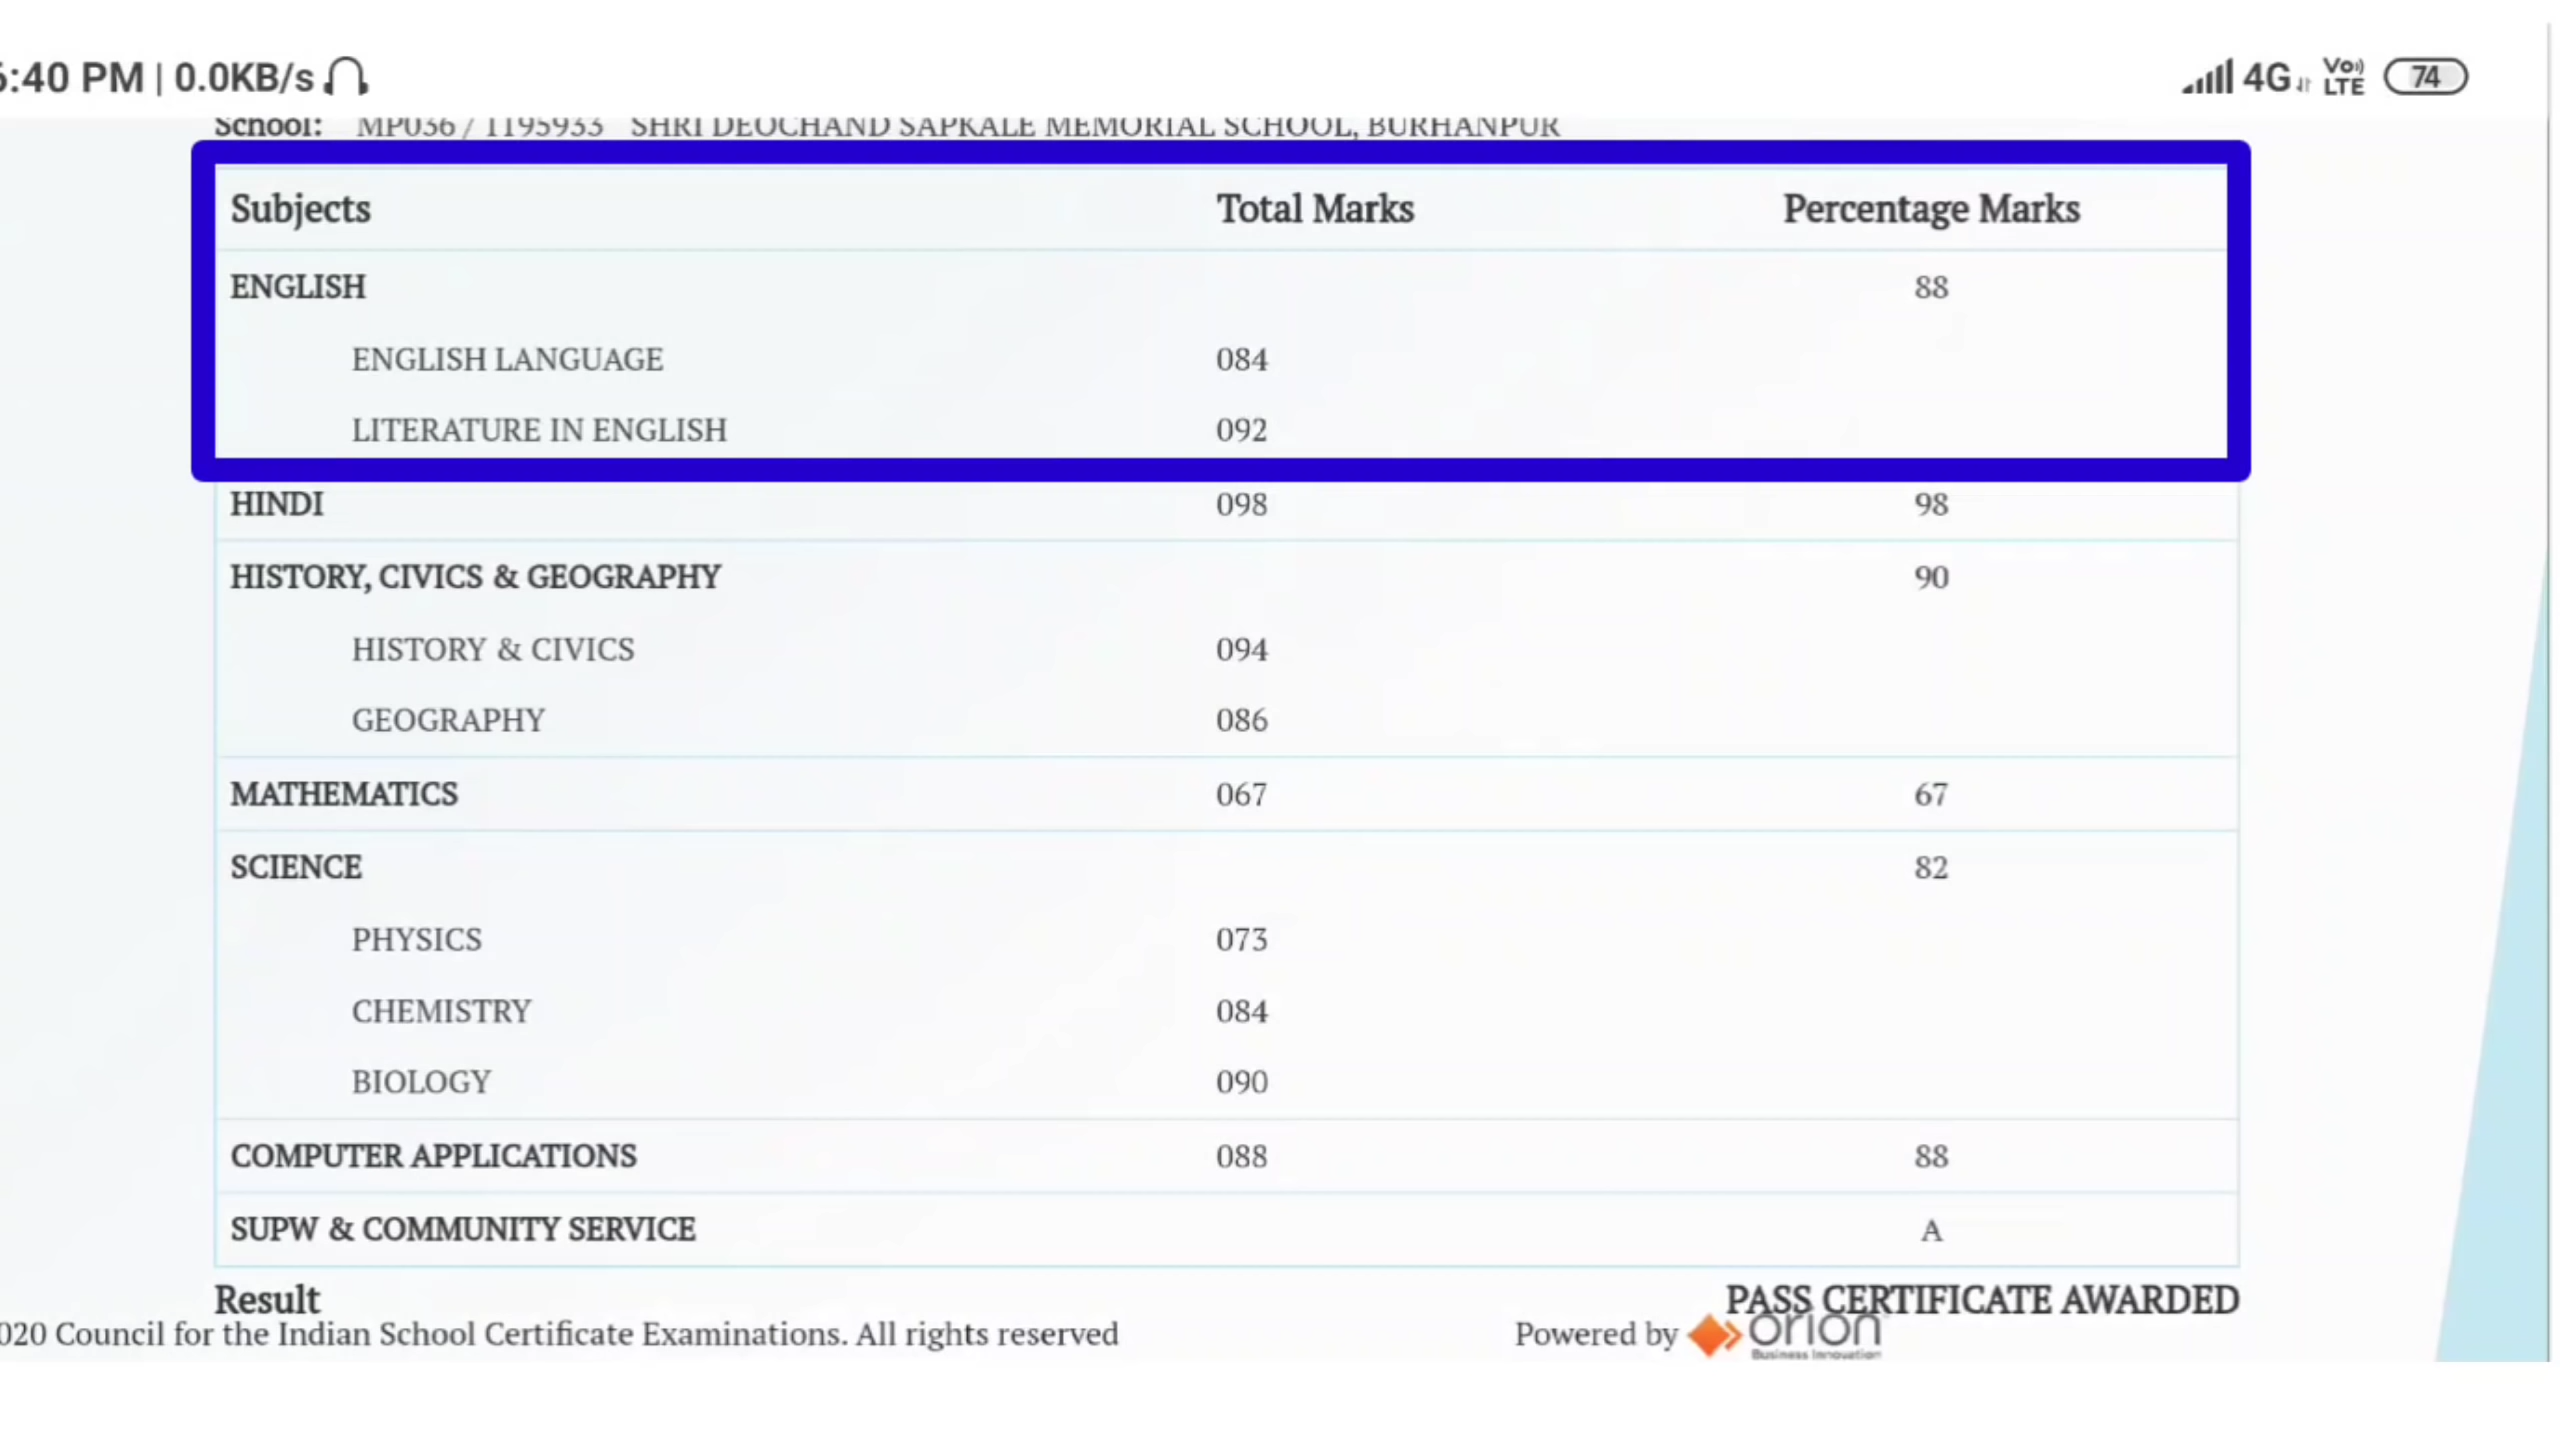 :40 PM | 0.0KB/s 4G Vo) LTE 74
School: MP036 / 1195933 SHRI DEOCHAND SAPKALE MEMORIAL SCHOOL, BURHANPUR
Subjects Total Marks Percentage Marks
ENGLISH 88
ENGLISH LANGUAGE 084
LITERATURE IN ENGLISH 092
HINDI 098 98
HISTORY, CIVICS & GEOGRAPHY 90
HISTORY & CIVICS 094
GEOGRAPHY 086
MATHEMATICS 067 67
SCIENCE 82
PHYSICS 073
CHEMISTRY 084
BIOLOGY 090
COMPUTER APPLICATIONS 088 88
SUPW & COMMUNITY SERVICE A
Result PASS CERTIFICATE AWARDED
020 Council for the Indian School Certificate Examinations. All rights reserved Powered by orion
Business Innovation